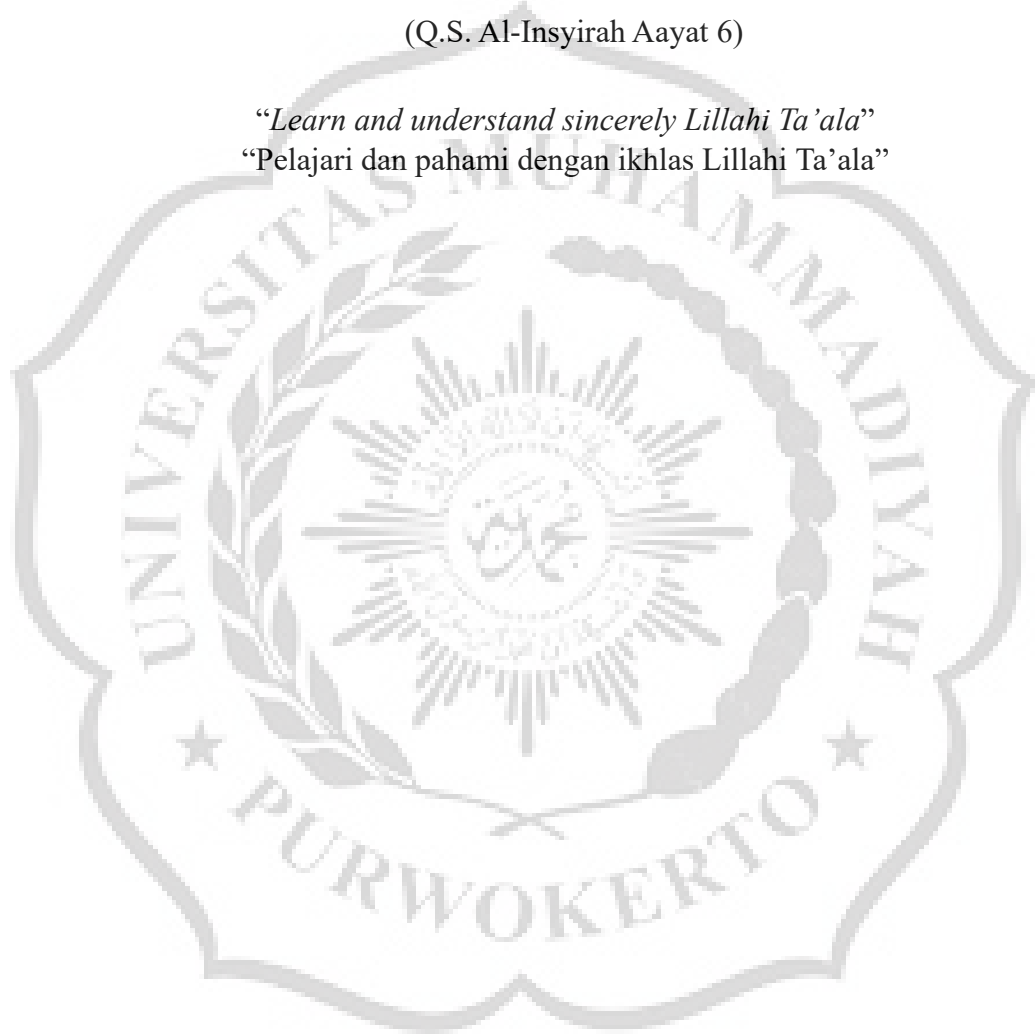 (Q.S. Al-Insyirah Aayat 6)
“Learn and understand sincerely Lillahi Ta’ala”
“Pelajari dan pahami dengan ikhlas Lillahi Ta’ala”
UNIVERSITAS MUHAMMADIYAH
PURWOKERTO